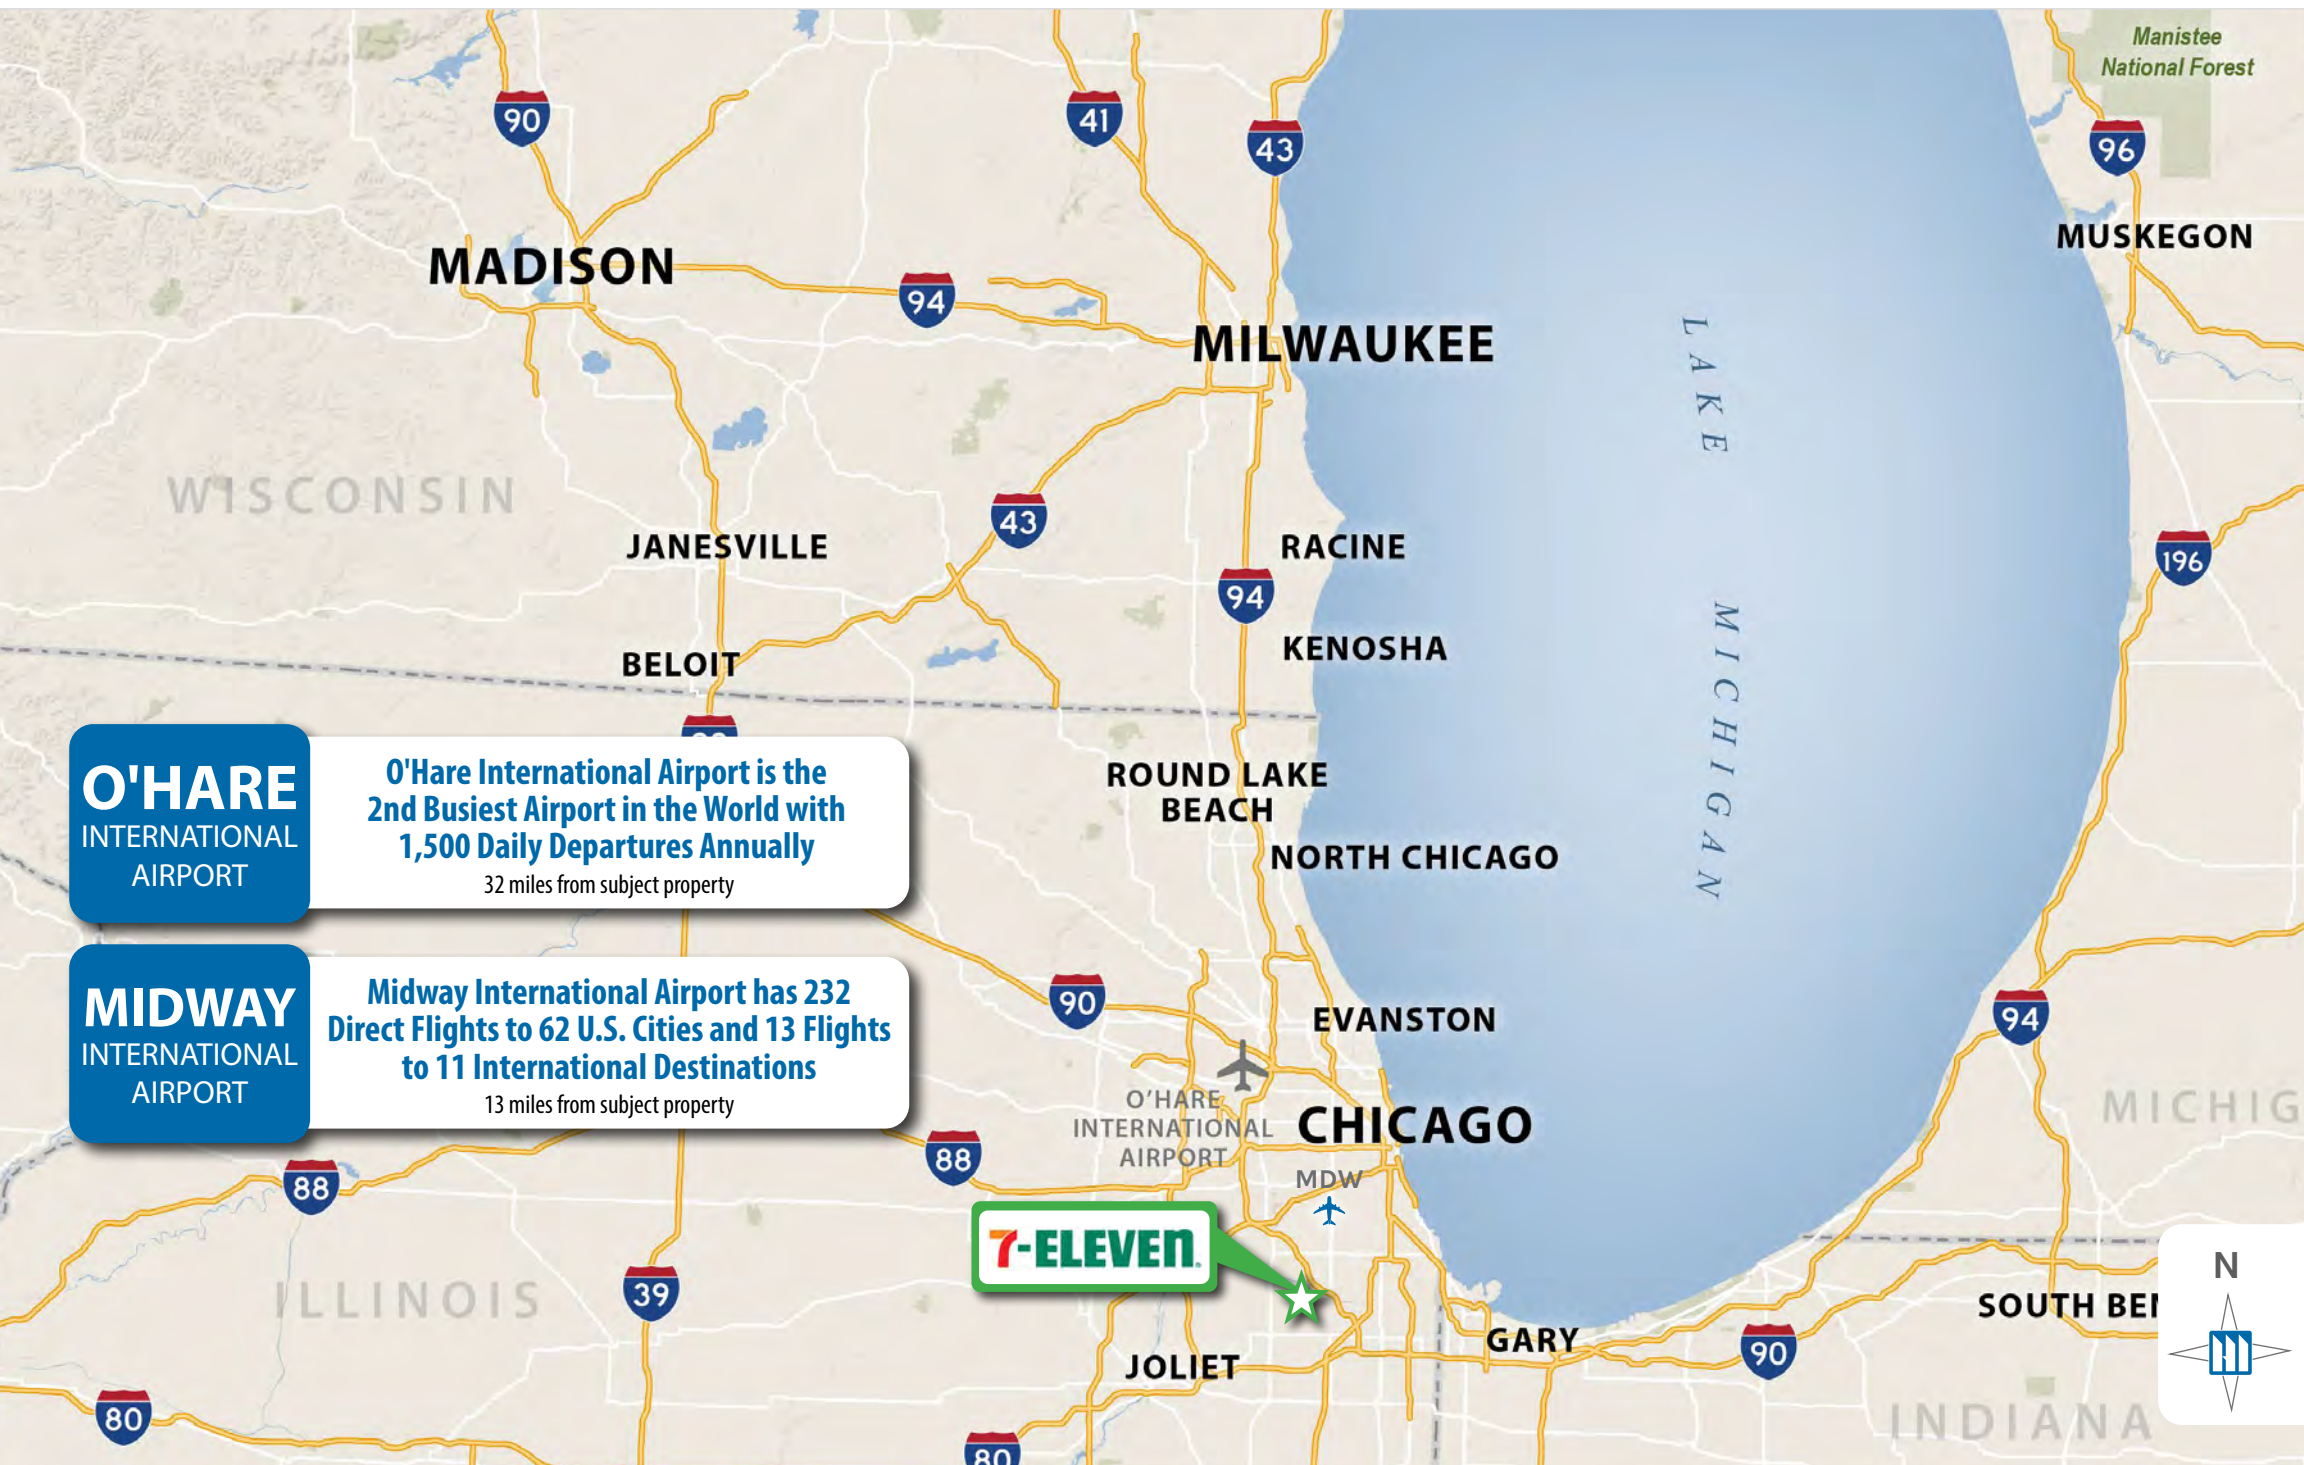 Manistee
National Forest
90
41
43
96
MUSKEGON
MADISON
94
MILWAUKEE
LAKE
WISCONSIN
43
JANESVILLE
RACINE
196
94
KENOSHA
MICHIGAN
BELOIT
O'HARE
INTERNATIONAL
AIRPORT
O'Hare International Airport is the
2nd Busiest Airport in the World with
1,500 Daily Departures Annually
32 miles from subject property
ROUND LAKE
BEACH
NORTH CHICAGO
MIDWAY
INTERNATIONAL
AIRPORT
Midway International Airport has 232
Direct Flights to 62 U.S. Cities and 13 Flights
to 11 International Destinations
13 miles from subject property
90
EVANSTON
94
O'HARE
INTERNATIONAL
AIRPORT
CHICAGO
MICHIG
88
88
MDW
7-ELEVEn.
N
ILLINOIS
39
SOUTH BEN
GARY
90
JOLIET
80
INDIANA
80